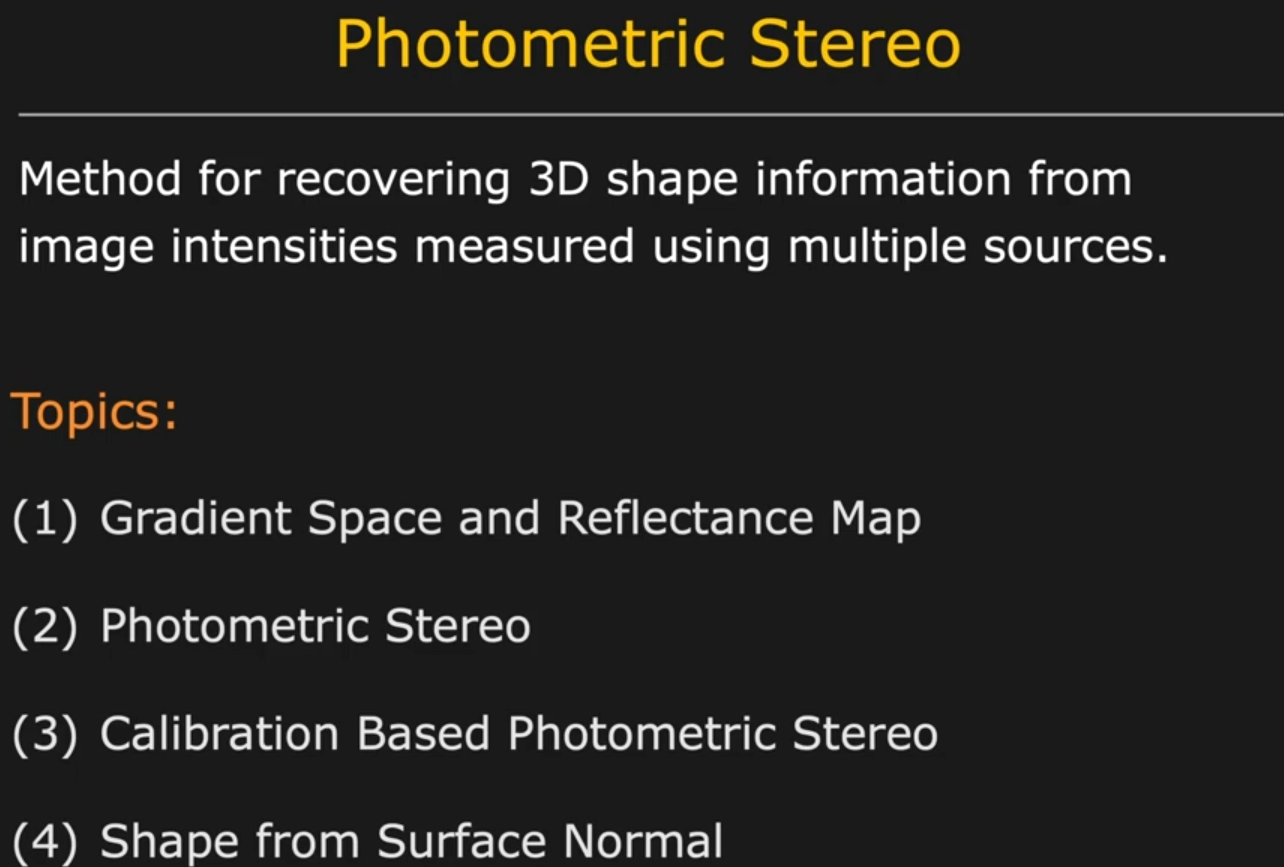 Photometric Stereo
Method for recovering 3D shape information from
image intensities measured using multiple sources.
Topics:
(1) Gradient Space and Reflectance Map
(2) Photometric Stereo
(3) Calibration Based Photometric Stereo
(4) Shape from Surface Normal